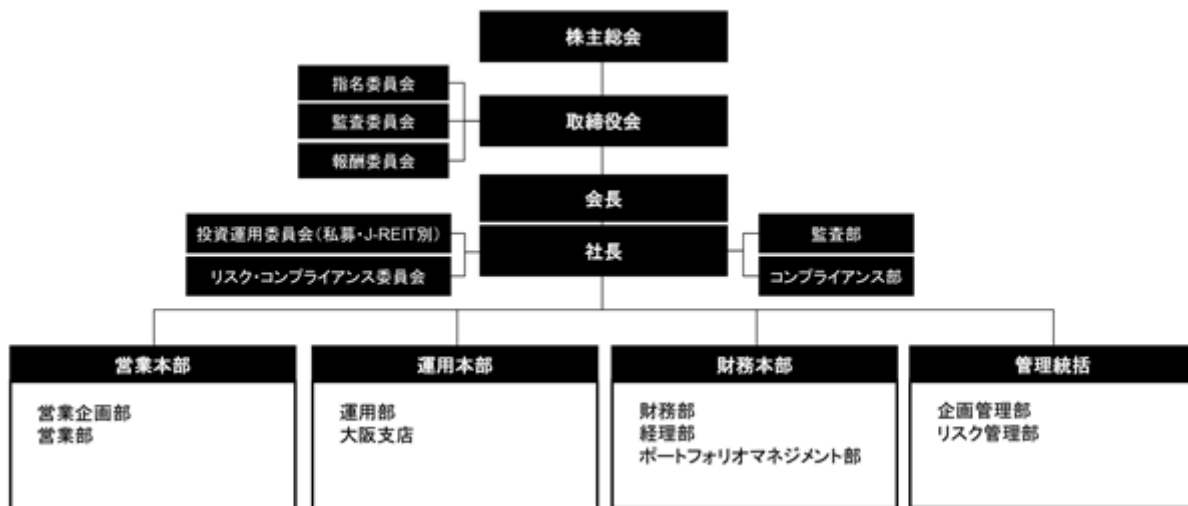 株主総会
指名委員会
監査委員会
報酬委員会
取締役会
会長
社長
投資運用委員会(私募・J-REIT別)
リスク・コンプライアンス委員会
監査部
コンプライアンス部
営業本部
営業企画部
営業部
運用本部
運用部
大阪支店
財務本部
財務部
経理部
ポートフォリオマネジメント部
管理統括
企画管理部
リスク管理部